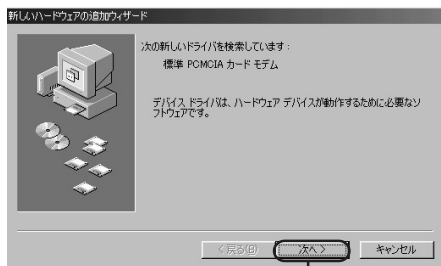 新しいハードウェアの追加ウィザード
次の新しいドライバを検索しています：
標準 PCMCIA カード モデム
デバイス ドライバは、ハードウェア デバイスが動作するために必要なソ
フトウェアです。
< 戻る(B)
次へ >
キャンセル